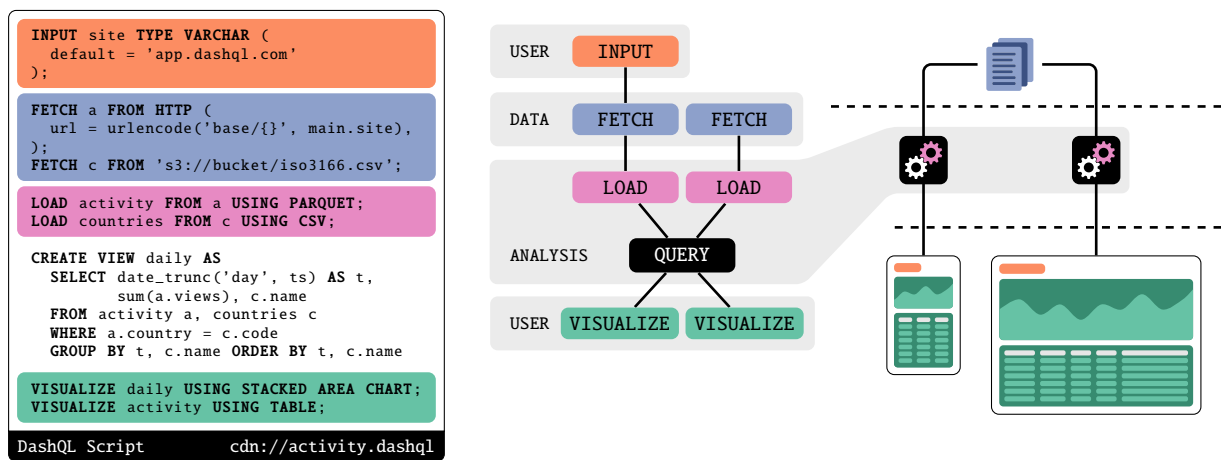 INPUT site TYPE VARCHAR (
  default = 'app.dashql.com'
);
FETCH a FROM HTTP (
  url = urlencode('base/{}', main.site),
);
FETCH c FROM 's3://bucket/iso3166.csv';
LOAD activity FROM a USING PARQUET;
LOAD countries FROM c USING CSV;
CREATE VIEW daily AS
  SELECT date_trunc('day', ts) AS t,
         sum(a.views), c.name
  FROM activity a, countries c
  WHERE a.country = c.code
  GROUP BY t, c.name ORDER BY t, c.name
VISUALIZE daily USING STACKED AREA CHART;
VISUALIZE activity USING TABLE;
DashQL Script cdn://activity.dashql
USER INPUT
DATA FETCH FETCH
LOAD LOAD
ANALYSIS QUERY
USER VISUALIZE VISUALIZE